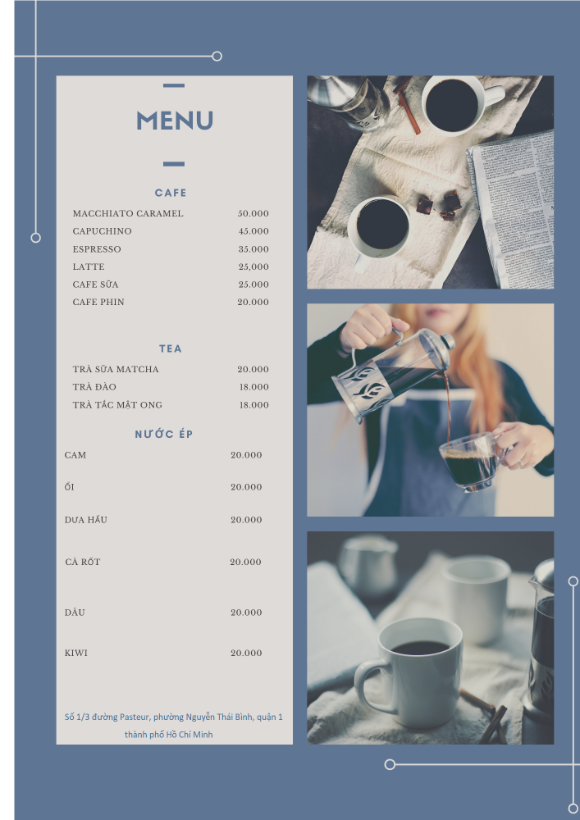 MENU
CAFE
MACCHIATO CARAMEL 50.000
CAPUCHINO 45.000
ESPRESSO 35.000
LATTE 25,000
CAFE SỮA 25.000
CAFE PHIN 20.000
TEA
TRÀ SỮA MATCHA 20.000
TRÀ ĐÀO 18.000
TRÀ TẮC MẬT ONG 18.000
NƯỚC ÉP
CAM 20.000
ỔI 20.000
DƯA HẤU 20.000
CÀ RỐT 20.000
DÂU 20.000
KIWI 20.000
Số 1/3 đường Pasteur, phường Nguyễn Thái Bình, quận 1
thành phố Hồ Chí Minh